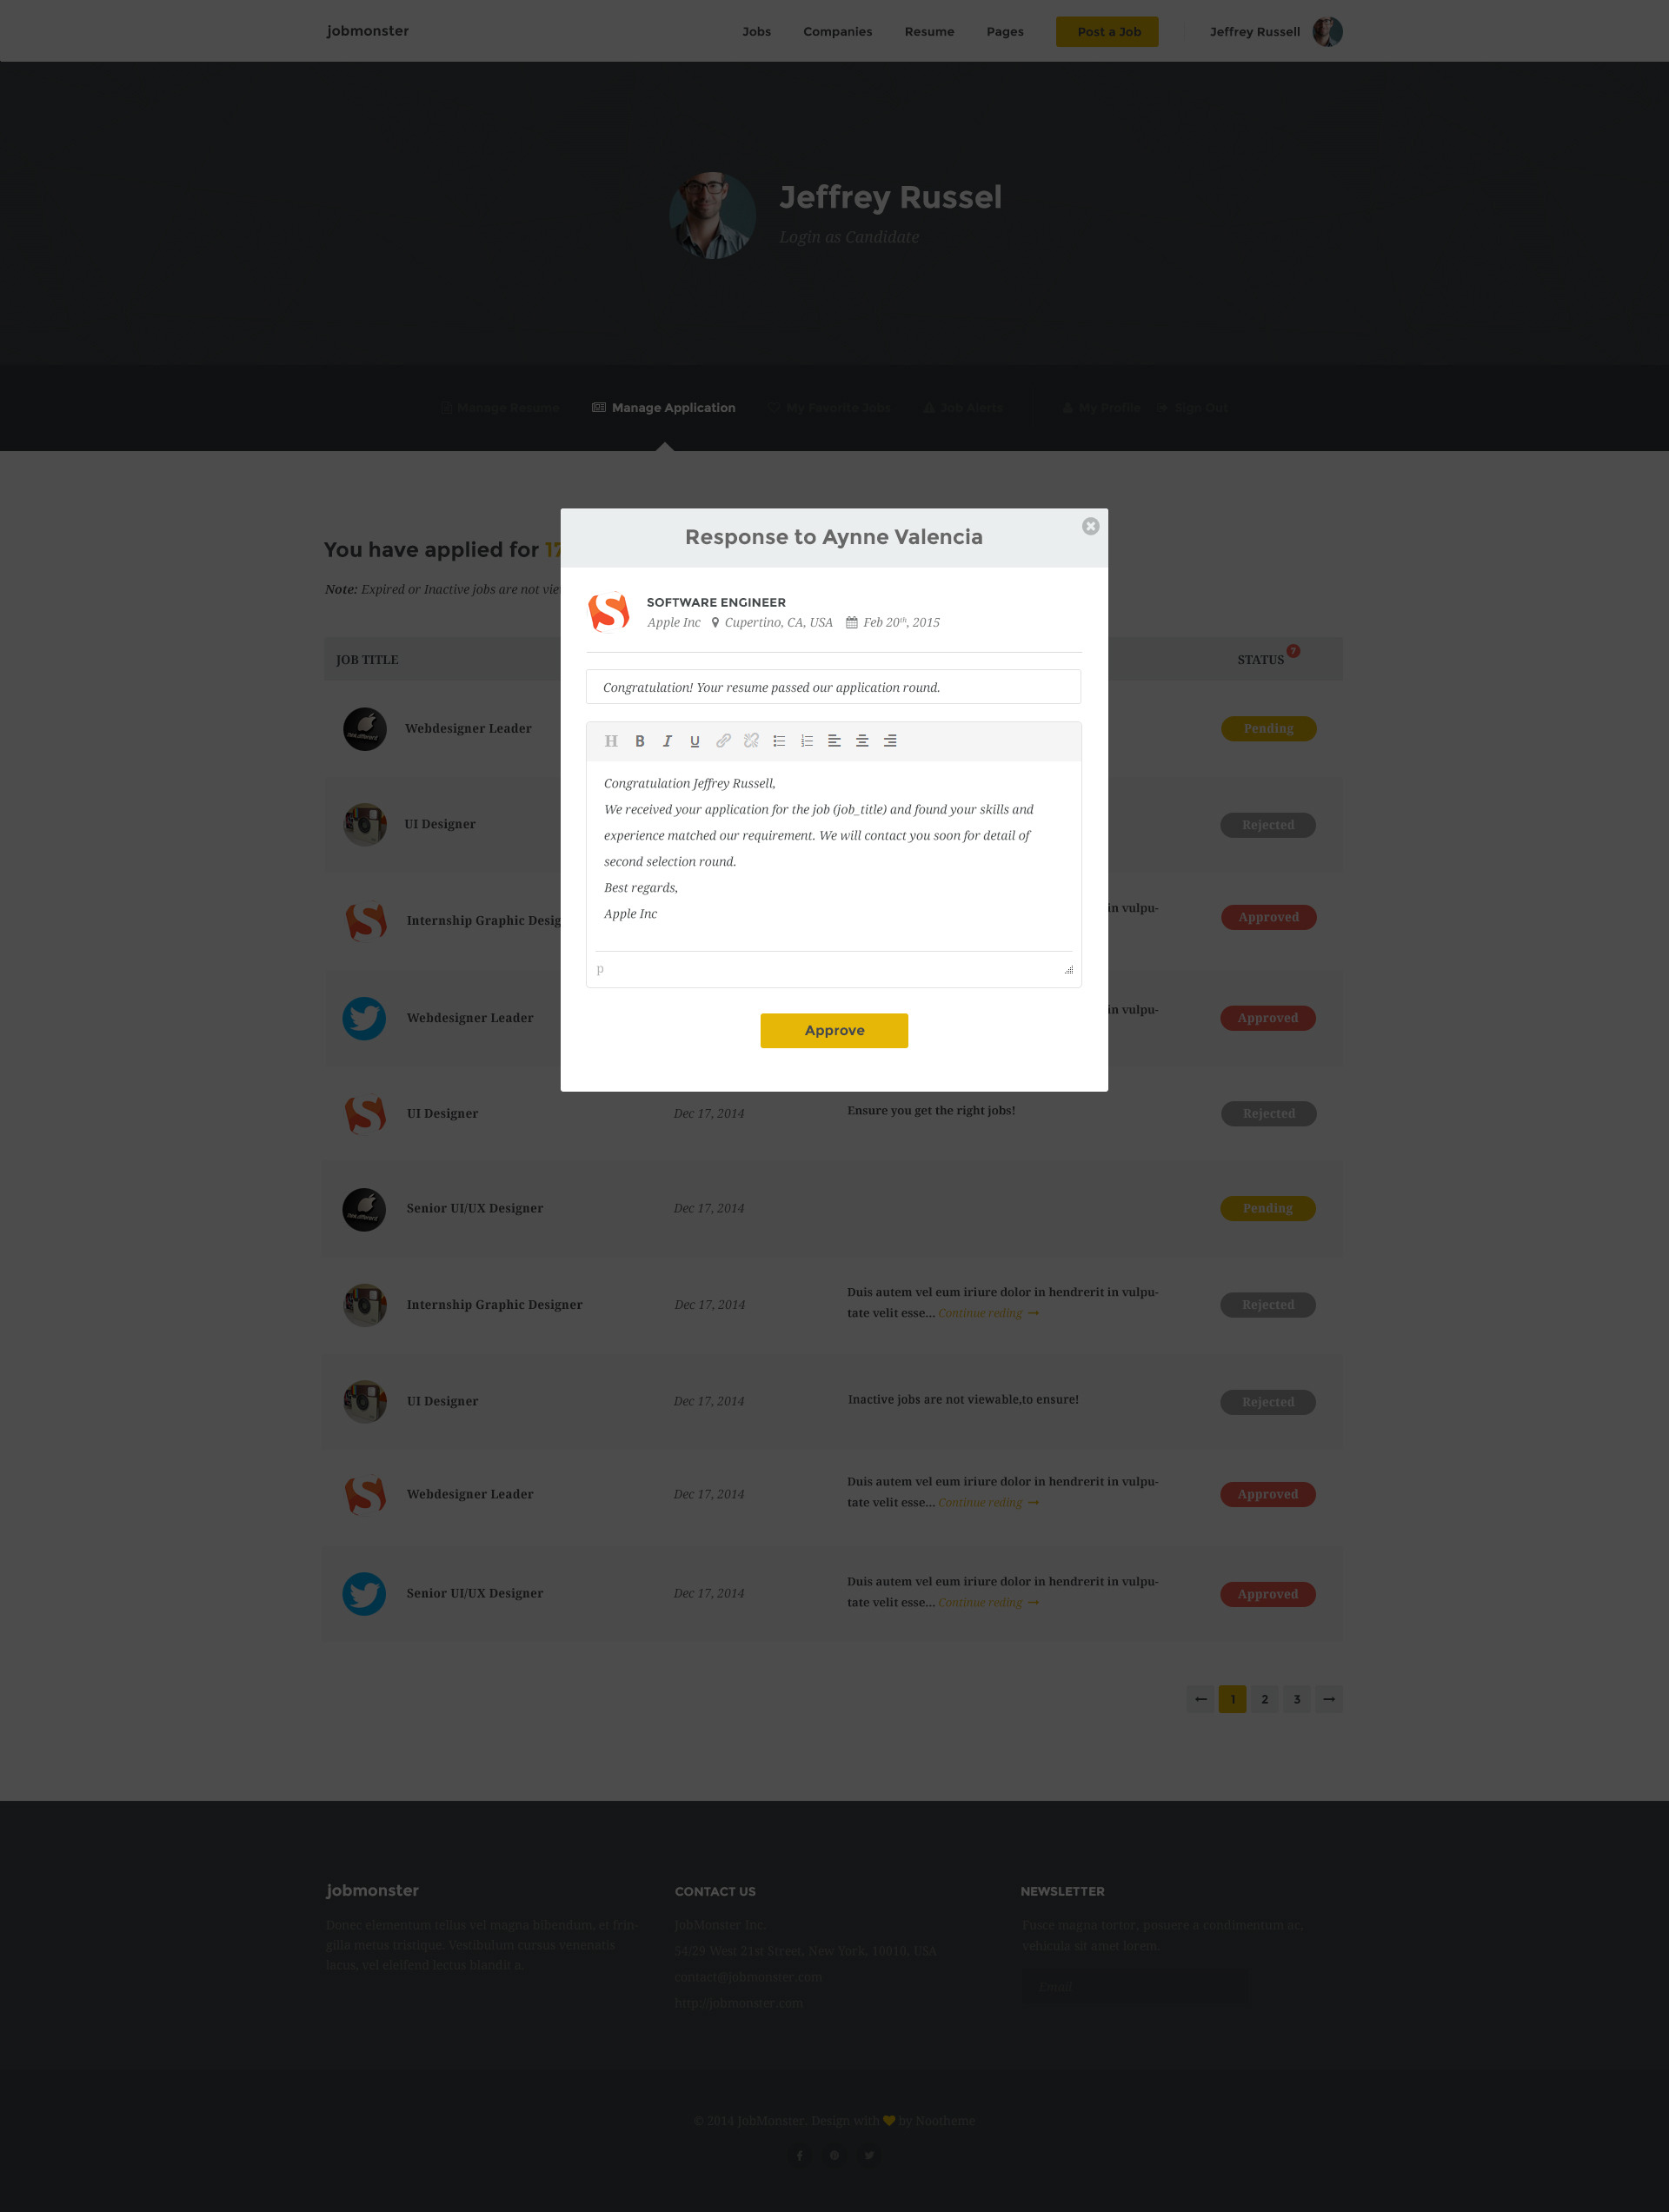 jobmonster
Jobs Companies Resume Pages Post a Job Jeffrey Russell
Jeffrey Russel
Login as Candidate
Manage Resume Manage Application My Favorite Jobs Job Alerts My Profile Sign Out
You have applied for 17
Note: Expired or Inactive jobs are not vie
Response to Aynne Valencia
SOFTWARE ENGINEER
Apple Inc Cupertino, CA, USA Feb 20th, 2015
Congratulation! Your resume passed our application round.
H B I U
Congratulation Jeffrey Russell,
We received your application for the job (job_title) and found your skills and
experience matched our requirement. We will contact you soon for detail of
second selection round.
Best regards,
Apple Inc
p
Approve
JOB TITLE STATUS 7
Webdesigner Leader Pending
UI Designer Rejected
in vulpu-
Internship Graphic Desig Approved
in vulpu-
Webdesigner Leader Approved
UI Designer Dec 17, 2014 Ensure you get the right jobs! Rejected
Senior UI/UX Designer Dec 17, 2014 Pending
Duis autem vel eum iriure dolor in hendrerit in vulpu-
Internship Graphic Designer Dec 17, 2014 Rejected
tate velit esse... Continue reding
UI Designer Dec 17, 2014 Inactive jobs are not viewable,to ensure! Rejected
Duis autem vel eum iriure dolor in hendrerit in vulpu-
Webdesigner Leader Dec 17, 2014 Approved
tate velit esse... Continue reding
Duis autem vel eum iriure dolor in hendrerit in vulpu-
Senior UI/UX Designer Dec 17, 2014 Approved
tate velit esse... Continue reding
1 2 3
jobmonster
Donec elementum tellus vel magna bibendum, et frin-
gilla metus tristique. Vestibulum cursus venenatis
lacus, vel eleifend lectus blandit a.
CONTACT US
JobMonster Inc.
54/29 West 21st Street, New York, 10010, USA
contact@jobmonster.com
http://jobmonster.com
NEWSLETTER
Fusce magna tortor, posuere a condimentum ac,
vehicula sit amet lorem.
Email
© 2014 JobMonster. Design with by Nootheme